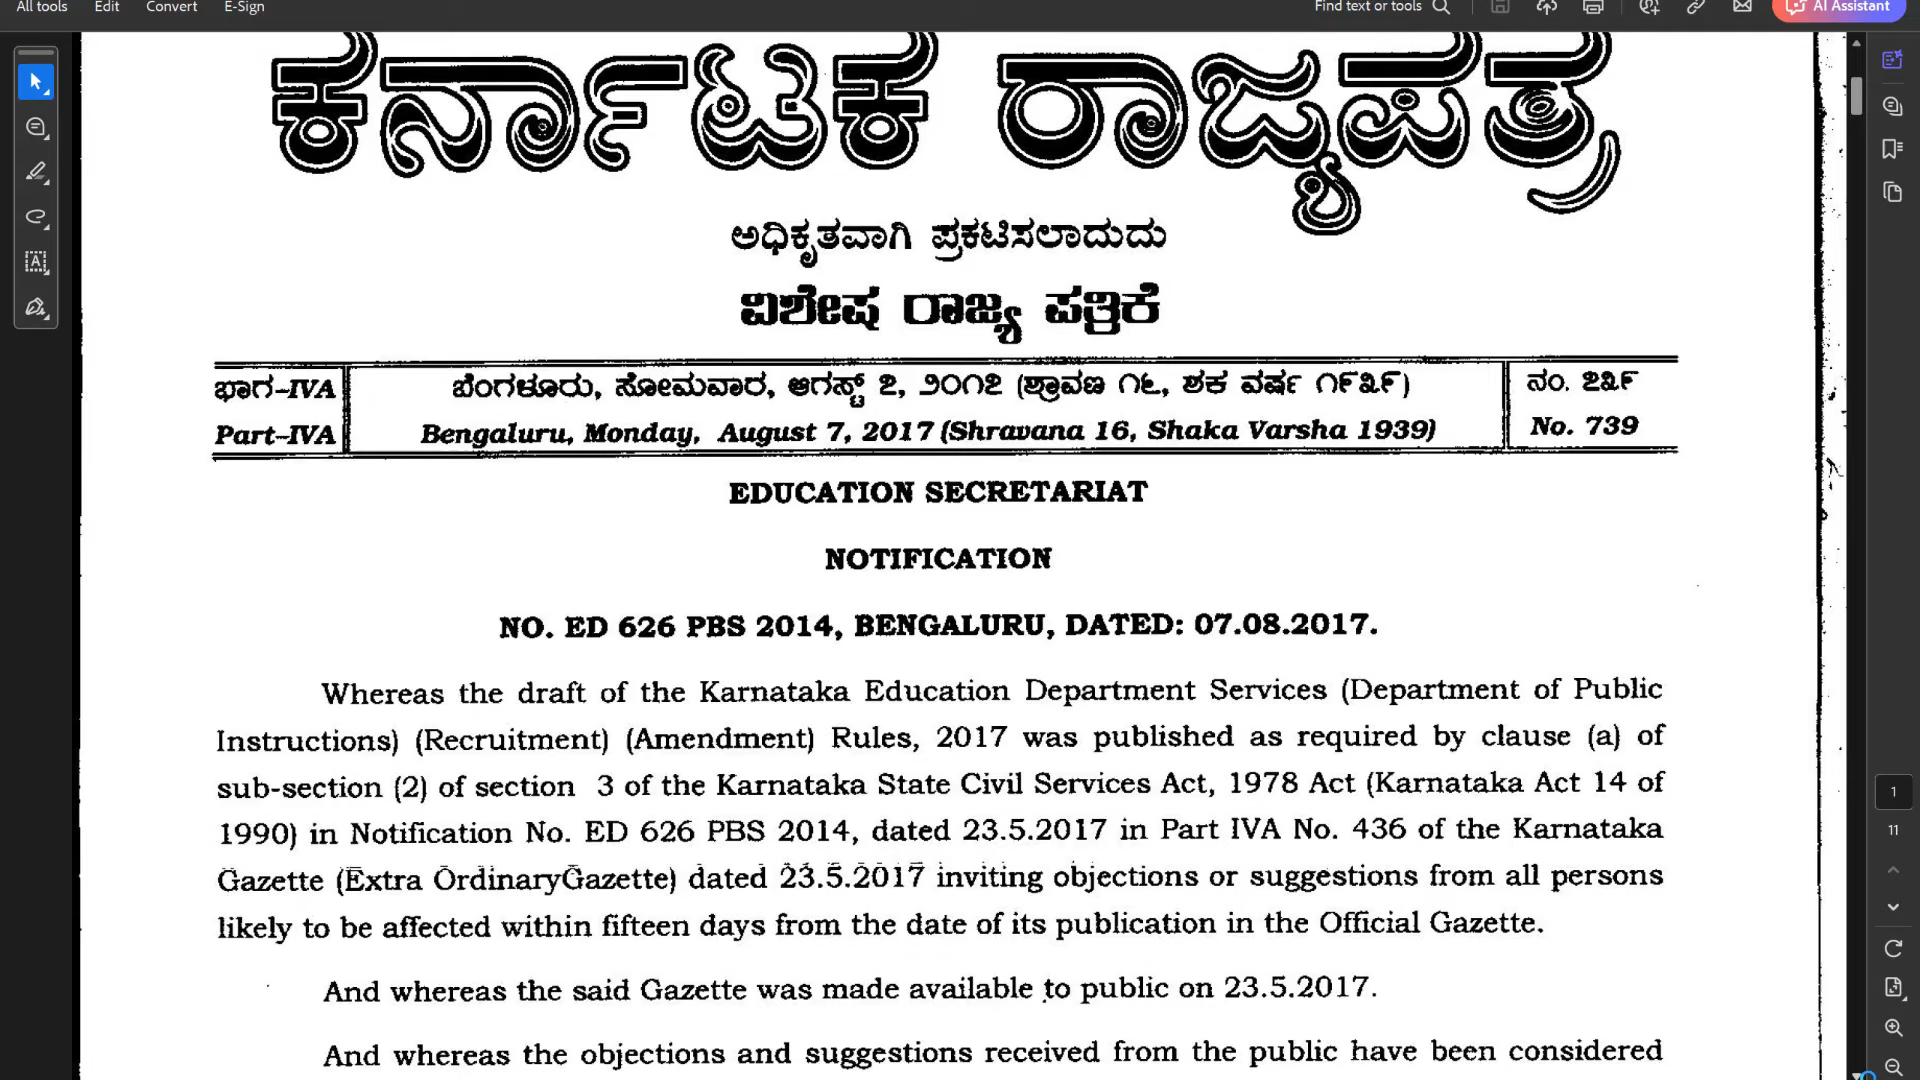 All tools Edit Convert E-Sign Find text or tools AI Assistant
ಕರ್ನಾಟಕ ರಾಜ್ಯಪತ್ರ
ಅಧಿಕೃತವಾಗಿ ಪ್ರಕಟಿಸಲಾದುದು
ವಿಶೇಷ ರಾಜ್ಯ ಪತ್ರಿಕೆ
ಭಾಗ–IVA ಬೆಂಗಳೂರು, ಸೋಮವಾರ, ಆಗಸ್ಟ್ ೭, ೨೦೧೭ (ಶ್ರಾವಣ ೧೬, ಶಕ ವರ್ಷ ೧೯೩೯) ನಂ. ೭೩೯
Part–IVA Bengaluru, Monday, August 7, 2017 (Shravana 16, Shaka Varsha 1939) No. 739
EDUCATION SECRETARIAT
NOTIFICATION
NO. ED 626 PBS 2014, BENGALURU, DATED: 07.08.2017.
Whereas the draft of the Karnataka Education Department Services (Department of Public
Instructions) (Recruitment) (Amendment) Rules, 2017 was published as required by clause (a) of
sub-section (2) of section 3 of the Karnataka State Civil Services Act, 1978 Act (Karnataka Act 14 of
1990) in Notification No. ED 626 PBS 2014, dated 23.5.2017 in Part IVA No. 436 of the Karnataka
Gazette (Extra OrdinaryGazette) dated 23.5.2017 inviting objections or suggestions from all persons
likely to be affected within fifteen days from the date of its publication in the Official Gazette.
And whereas the said Gazette was made available to public on 23.5.2017.
And whereas the objections and suggestions received from the public have been considered
1
11